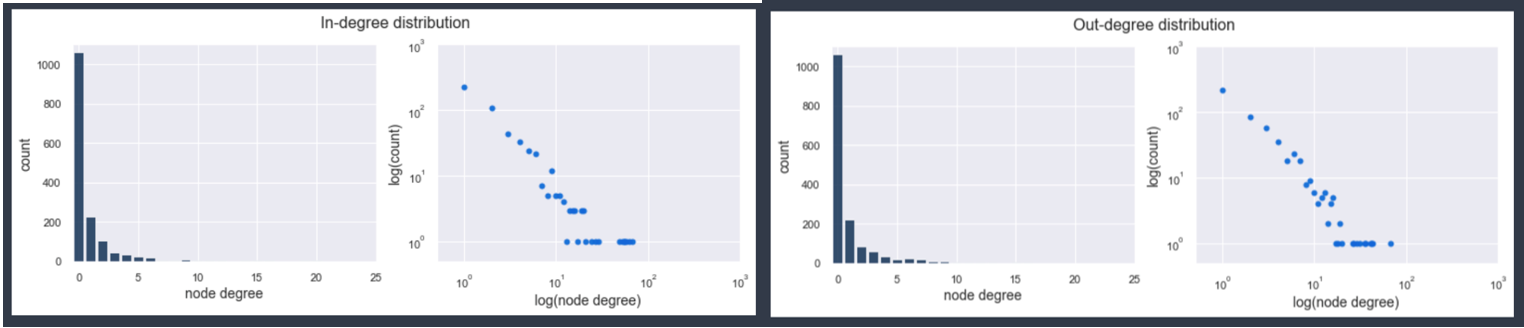 In-degree distribution
count
1000
800
600
400
200
0
0 5 10 15 20 25
node degree
log(count)
10³
10²
10¹
10⁰
10⁰ 10¹ 10² 10³
log(node degree)
Out-degree distribution
count
1000
800
600
400
200
0
0 5 10 15 20 25
node degree
log(count)
10³
10²
10¹
10⁰
10⁰ 10¹ 10² 10³
log(node degree)